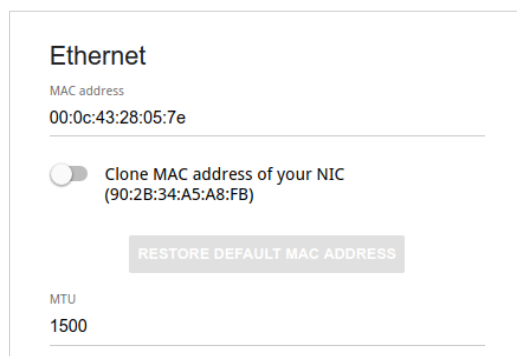 Ethernet
MAC address
00:0c:43:28:05:7e
Clone MAC address of your NIC
(90:2B:34:A5:A8:FB)
RESTORE DEFAULT MAC ADDRESS
MTU
1500